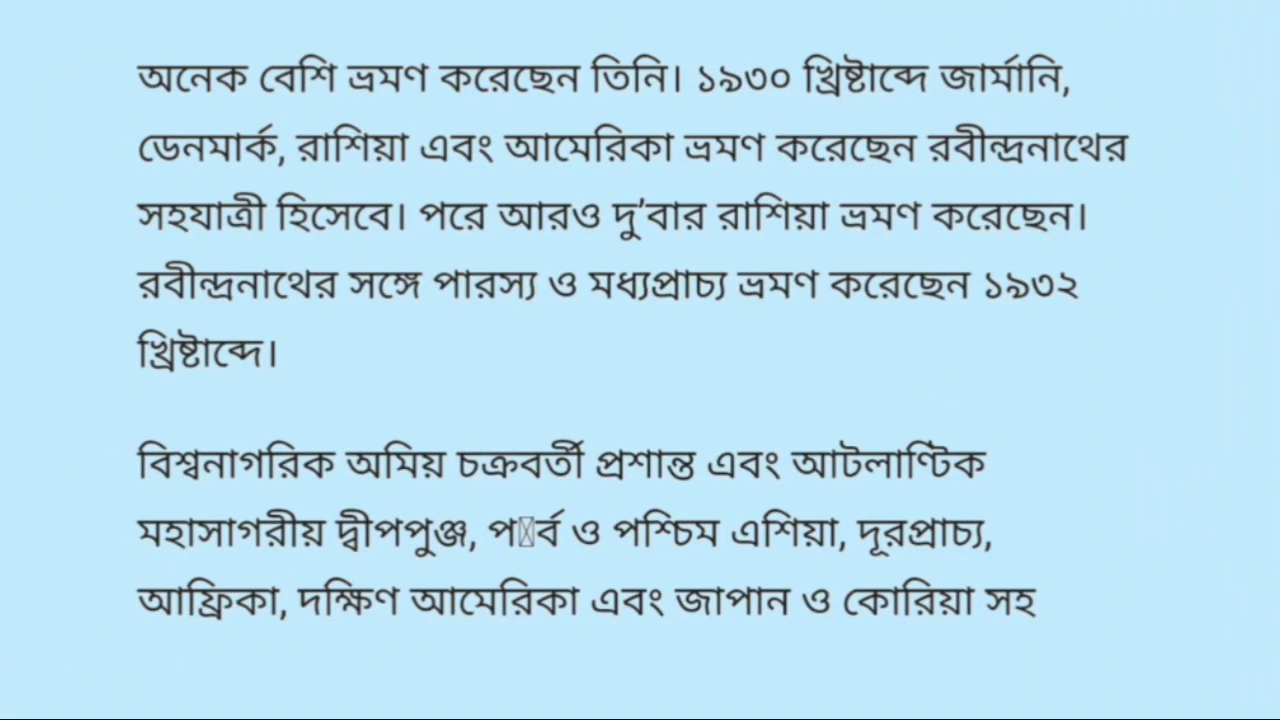 অনেক বেশি ভ্রমণ করেছেন তিনি। ১৯৩০ খ্রিষ্টাব্দে জার্মানি,
ডেনমার্ক, রাশিয়া এবং আমেরিকা ভ্রমণ করেছেন রবীন্দ্রনাথের
সহযাত্রী হিসেবে। পরে আরও দু’বার রাশিয়া ভ্রমণ করেছেন।
রবীন্দ্রনাথের সঙ্গে পারস্য ও মধ্যপ্রাচ্য ভ্রমণ করেছেন ১৯৩২
খ্রিষ্টাব্দে।
বিশ্বনাগরিক অমিয় চক্রবর্তী প্রশান্ত এবং আটলাণ্টিক
মহাসাগরীয় দ্বীপপুঞ্জ, ও পশ্চিম এশিয়া, দূরপ্রাচ্য,
আফ্রিকা, দক্ষিণ আমেরিকা এবং জাপান ও কোরিয়া সহ